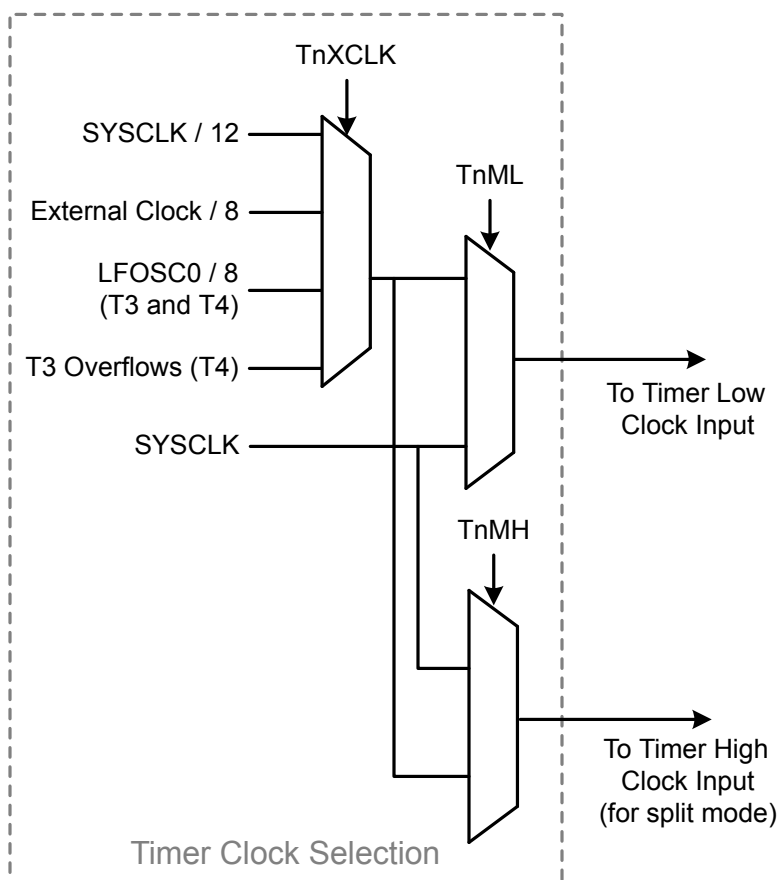 TnXCLK
SYSCLK / 12
External Clock / 8
LFOSC0 / 8
(T3 and T4)
T3 Overflows (T4)
SYSCLK
TnML
To Timer Low
Clock Input
TnMH
To Timer High
Clock Input
(for split mode)
Timer Clock Selection